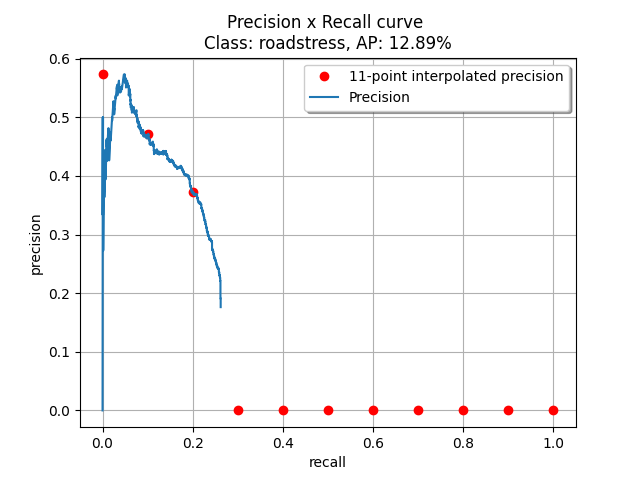 Precision x Recall curve
Class: roadstress, AP: 12.89%
11-point interpolated precision
Precision
precision
0.6
0.5
0.4
0.3
0.2
0.1
0.0
0.0 0.2 0.4 0.6 0.8 1.0
recall